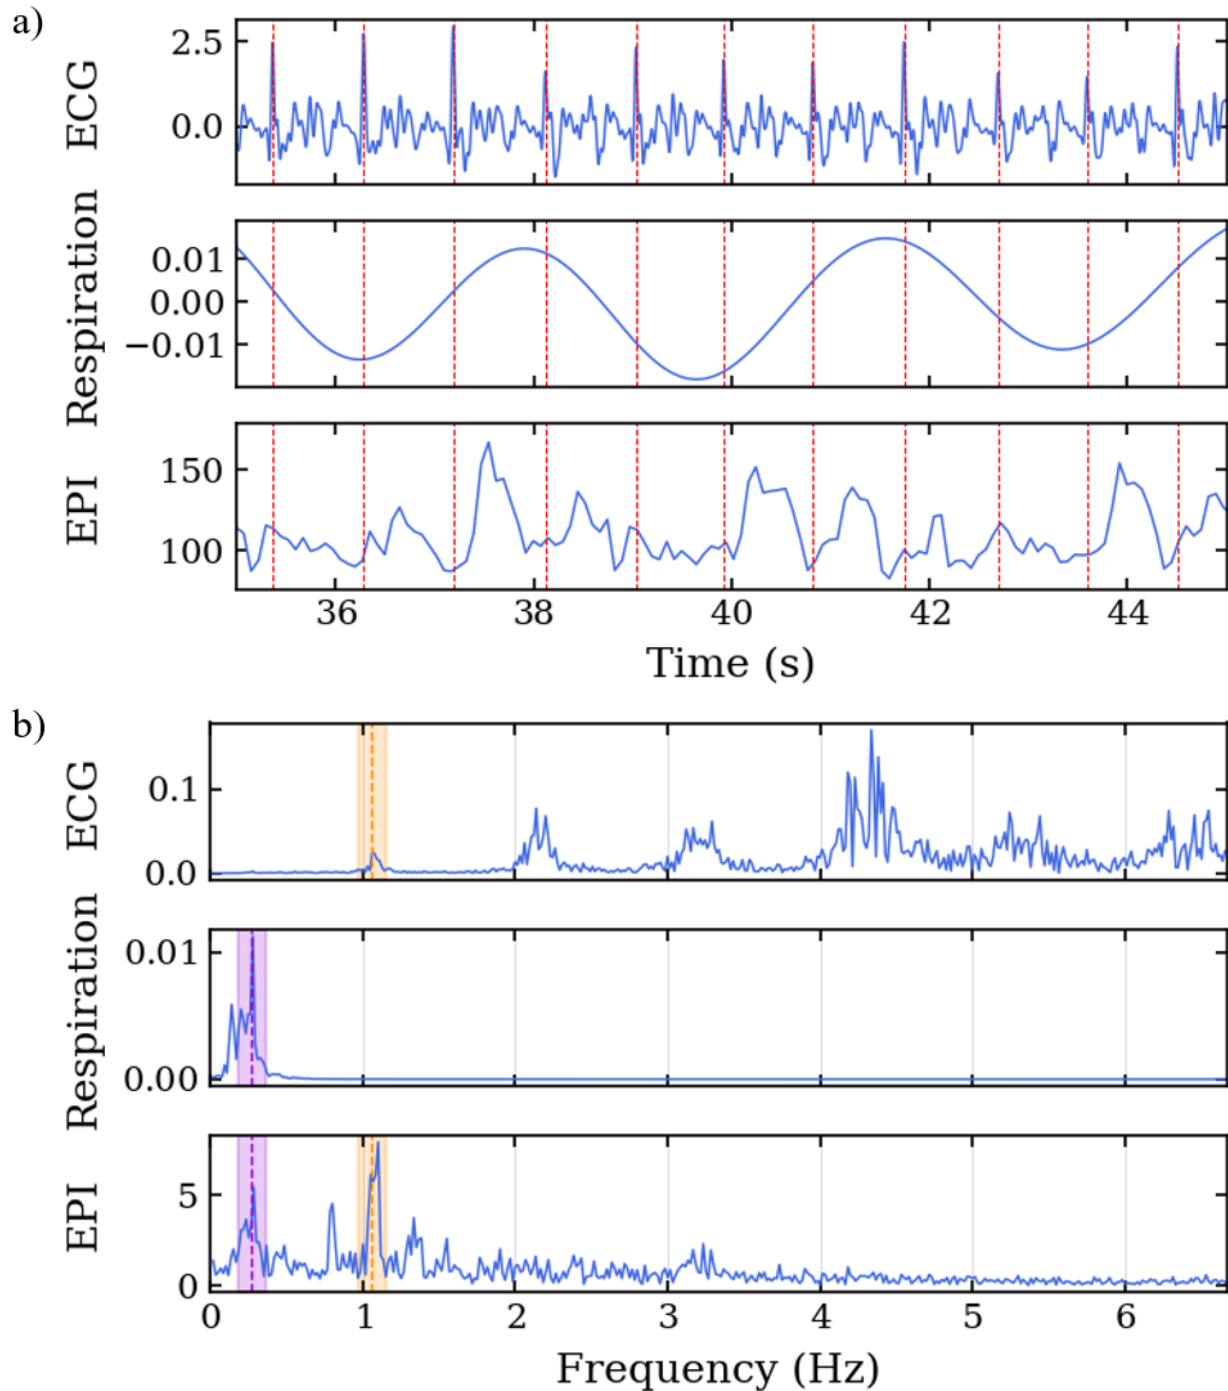 a)
ECG
2.5
0.0
Respiration
0.01
0.00
−0.01
EPI
150
100
36 38 40 42 44
Time (s)
b)
ECG
0.1
0.0
Respiration
0.01
0.00
EPI
5
0
0 1 2 3 4 5 6
Frequency (Hz)